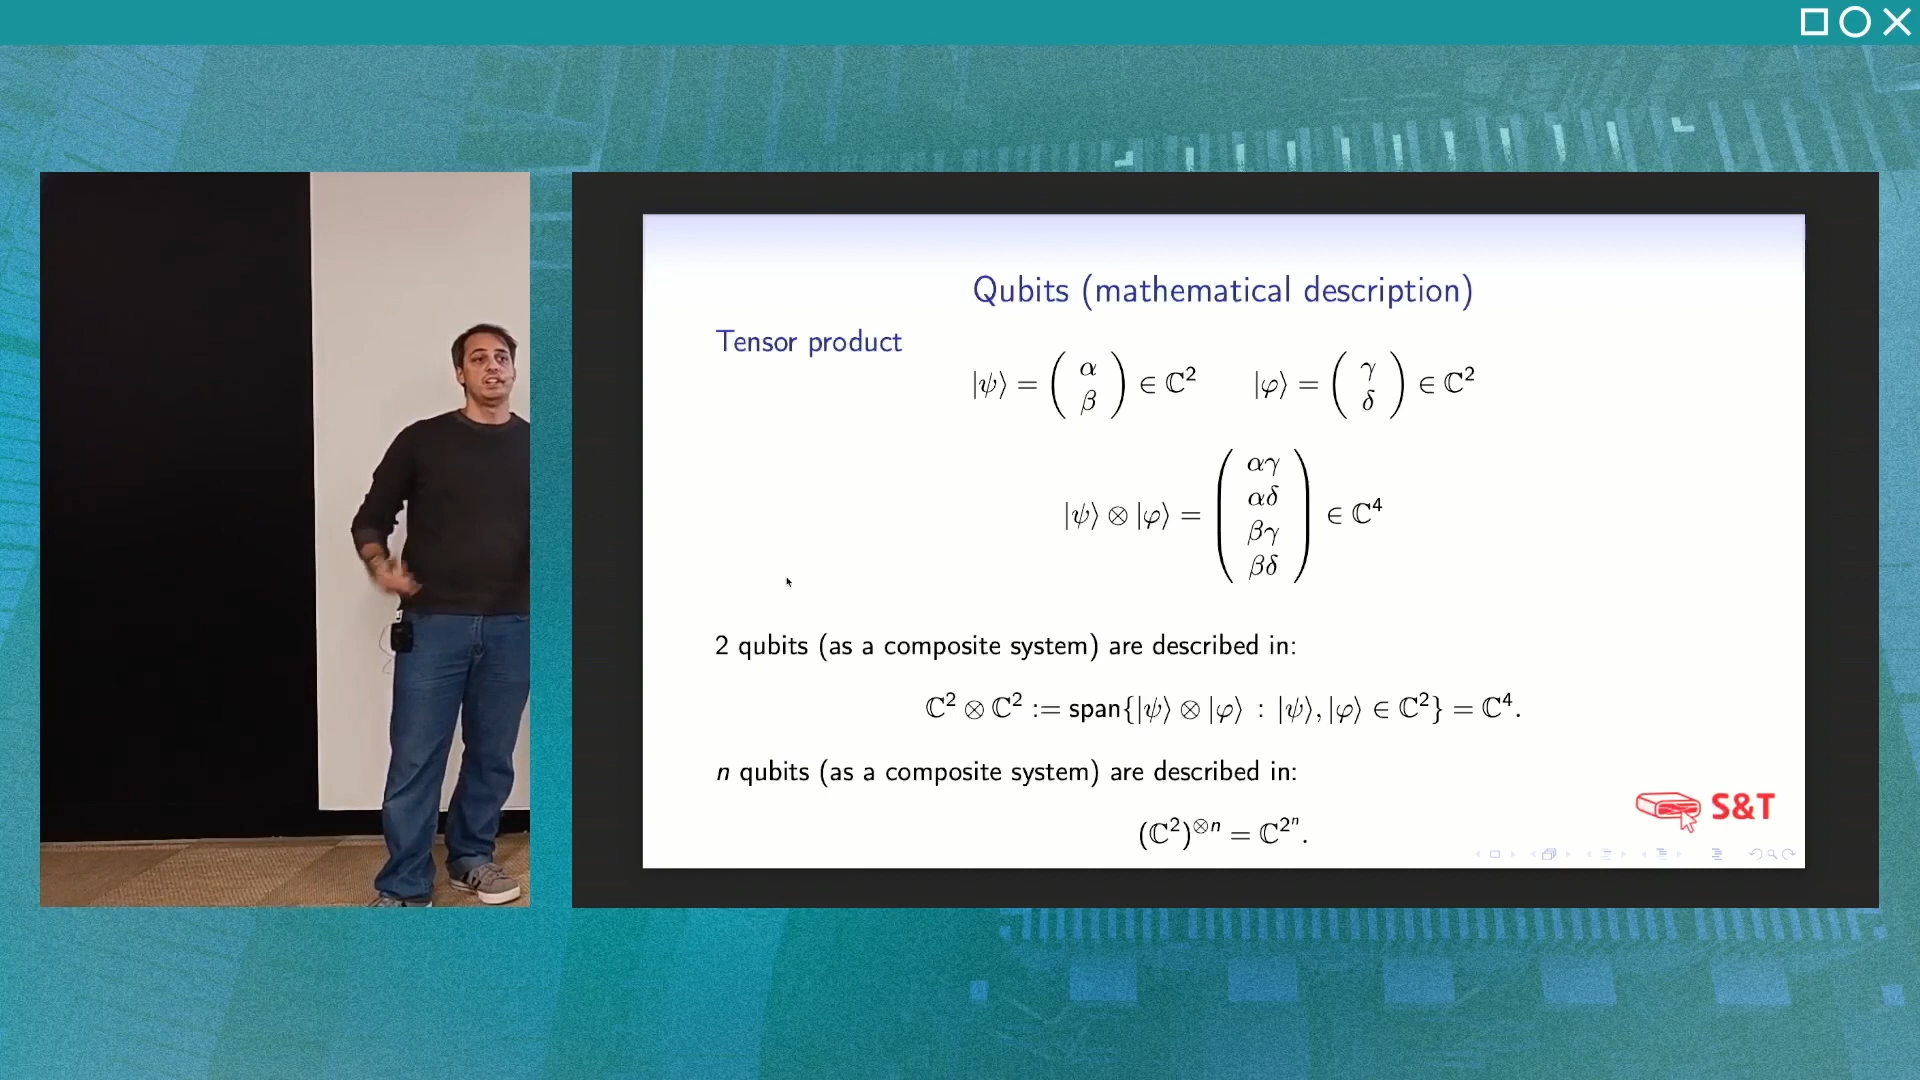 Qubits (mathematical description)
Tensor product
|ψ⟩ = ( α β ) ∈ ℂ² |φ⟩ = ( γ δ ) ∈ ℂ²
|ψ⟩ ⊗ |φ⟩ = ( αγ αδ βγ βδ ) ∈ ℂ⁴
2 qubits (as a composite system) are described in:
ℂ² ⊗ ℂ² := span{|ψ⟩ ⊗ |φ⟩ : |ψ⟩, |φ⟩ ∈ ℂ²} = ℂ⁴.
n qubits (as a composite system) are described in:
(ℂ²)^{⊗n} = ℂ^{2^n}.
S&T